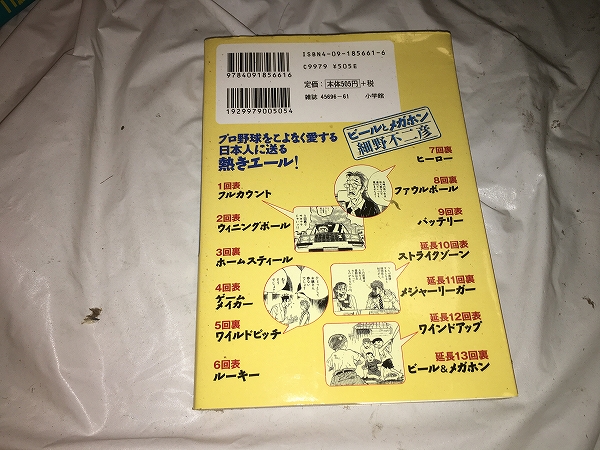 ISBN4-09-185661-6
C9979 ¥505E
定価：本体505円+税
雑誌 45696-61 小学館
9784091856616
1929979005054
プロ野球をこよなく愛する
日本人に送る
熱きエール!
ビールとメガホン
細野不二彦
1回表
フルカウント
2回表
ウィニングボール
3回裏
ホームスティール
4回表
ゲーム
メイカー
5回裏
ワイルドピッチ
6回表
ルーキー
7回裏
ヒーロー
8回裏
ファウルボール
9回表
バッテリー
延長10回表
ストライクゾーン
延長11回裏
メジャーリーガー
延長12回表
ワインドアップ
延長13回裏
ビール&メガホン